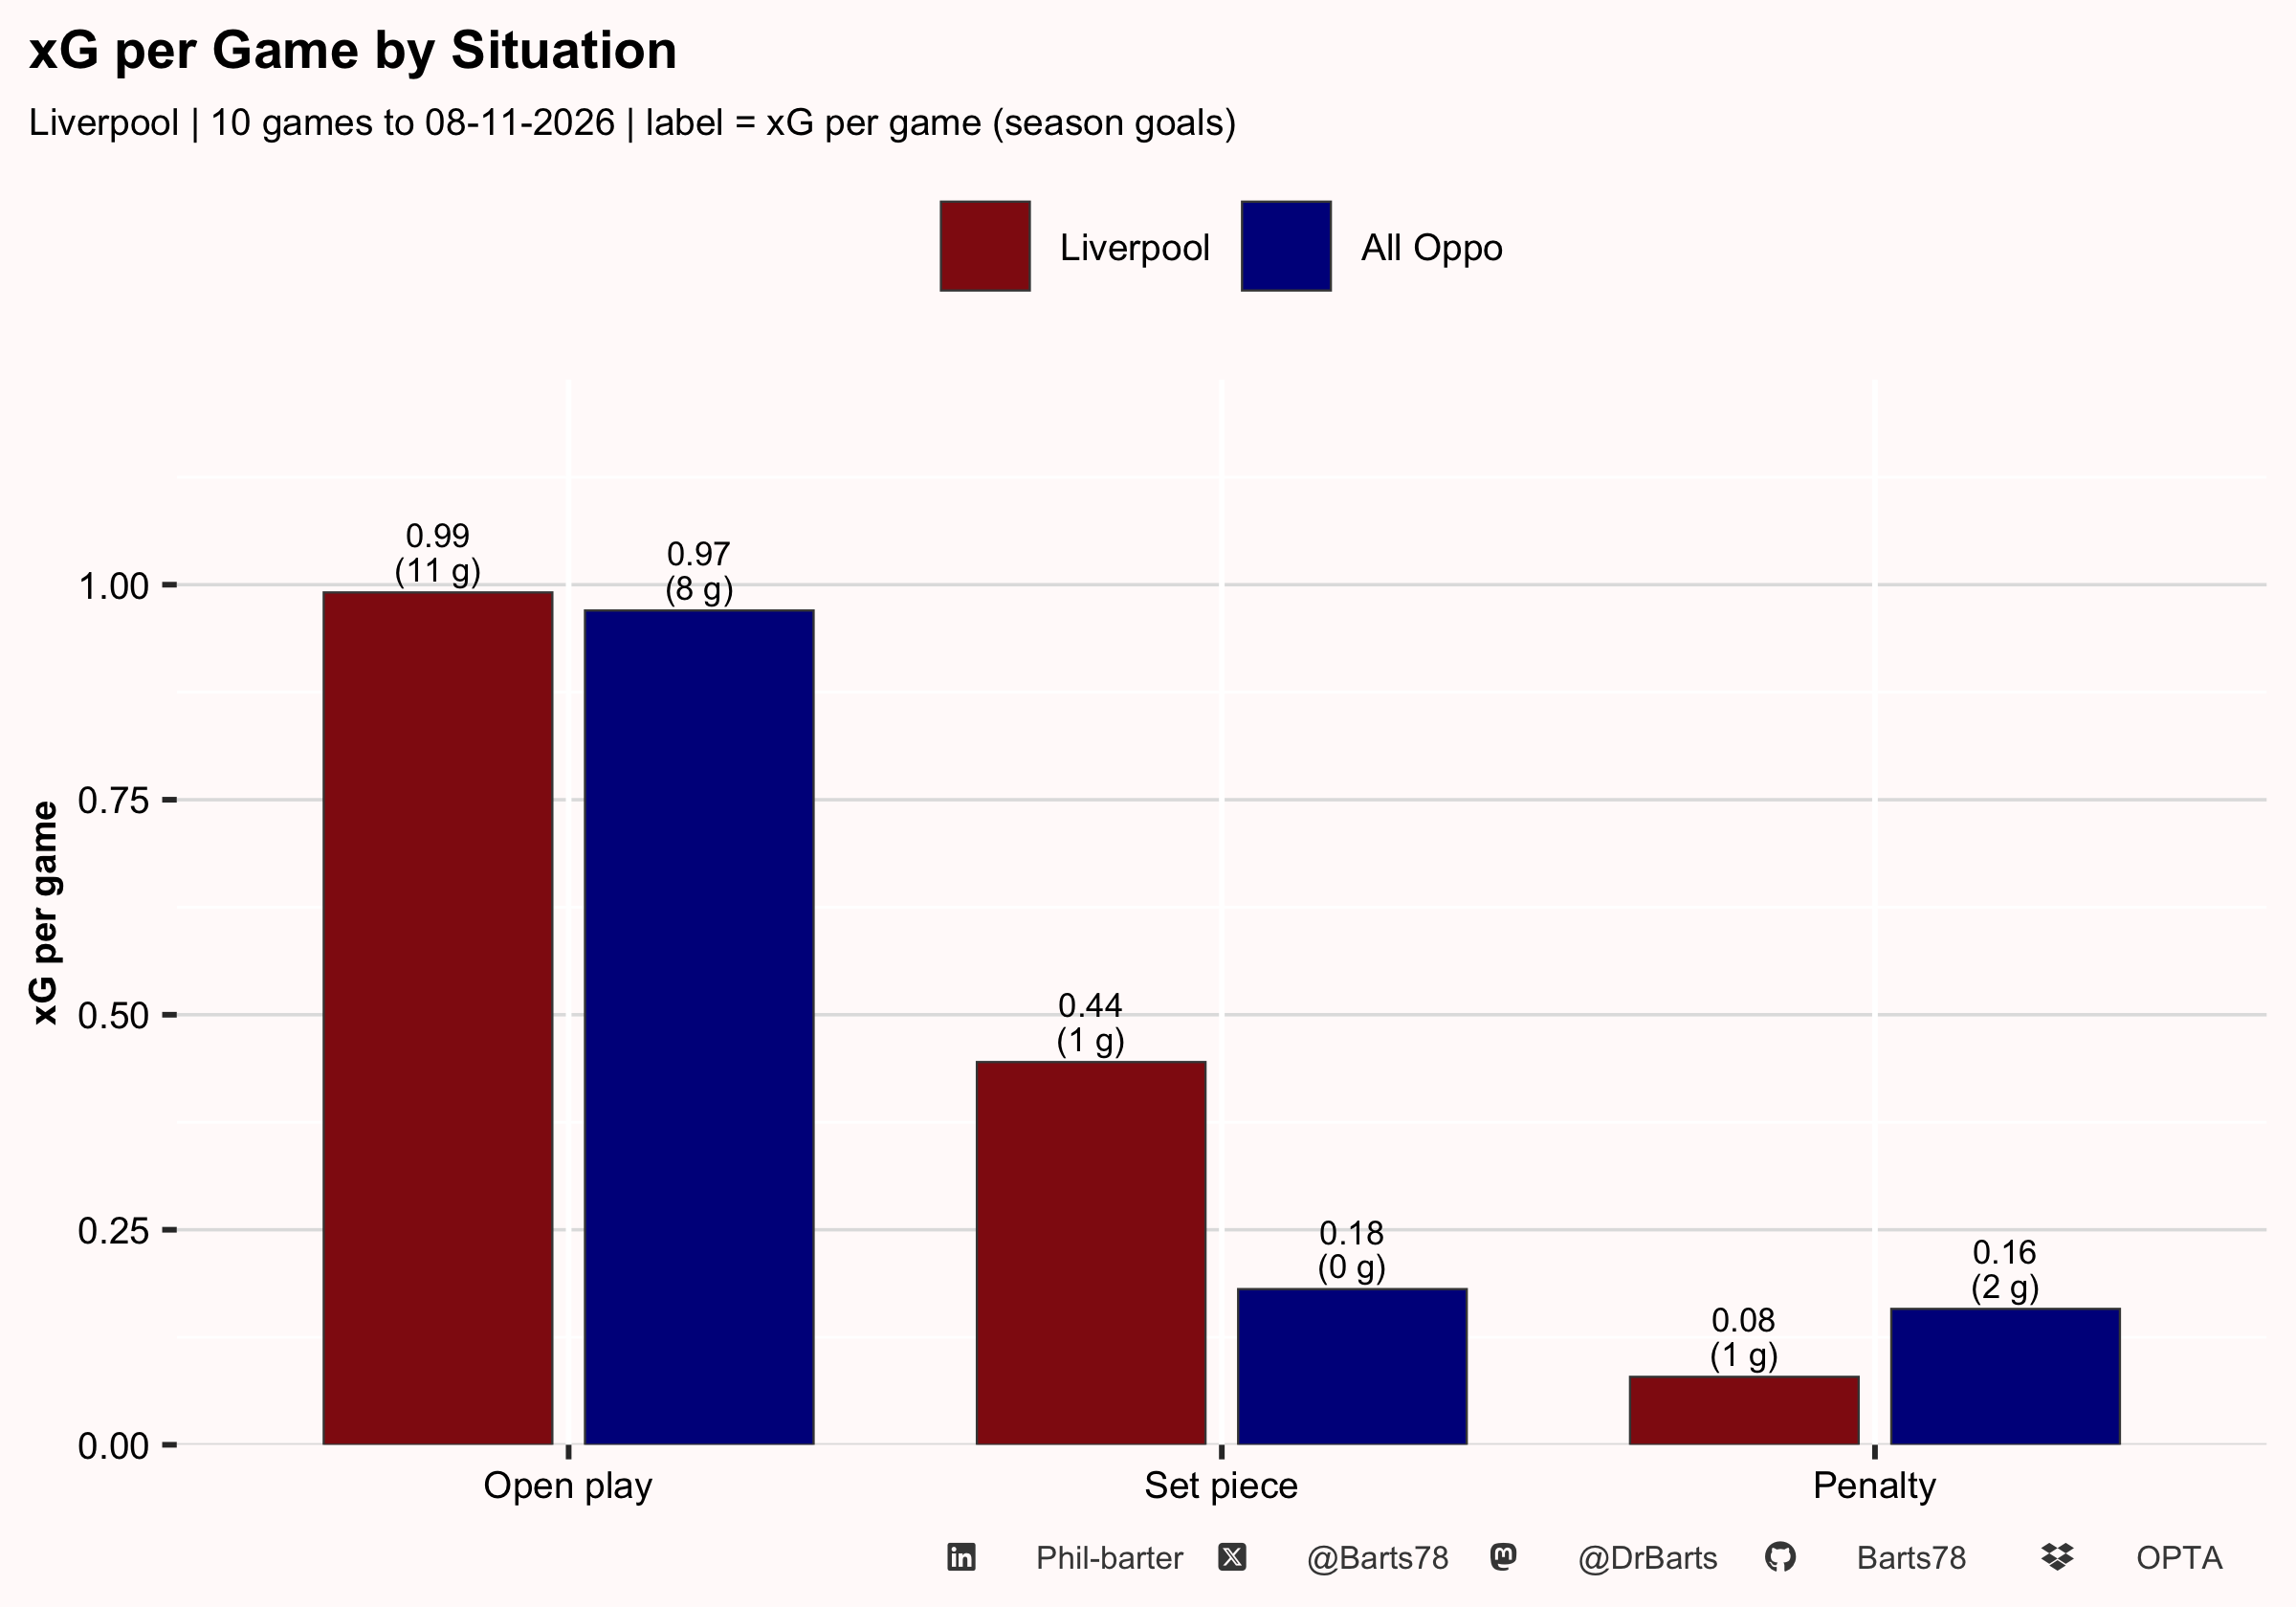 xG per Game by Situation
Liverpool | 10 games to 08-11-2026 | label = xG per game (season goals)
Liverpool
All Oppo
xG per game
1.00
0.75
0.50
0.25
0.00
0.99
(11 g)
0.97
(8 g)
0.44
(1 g)
0.18
(0 g)
0.08
(1 g)
0.16
(2 g)
Open play
Set piece
Penalty
Phil-barter @Barts78 @DrBarts Barts78 OPTA